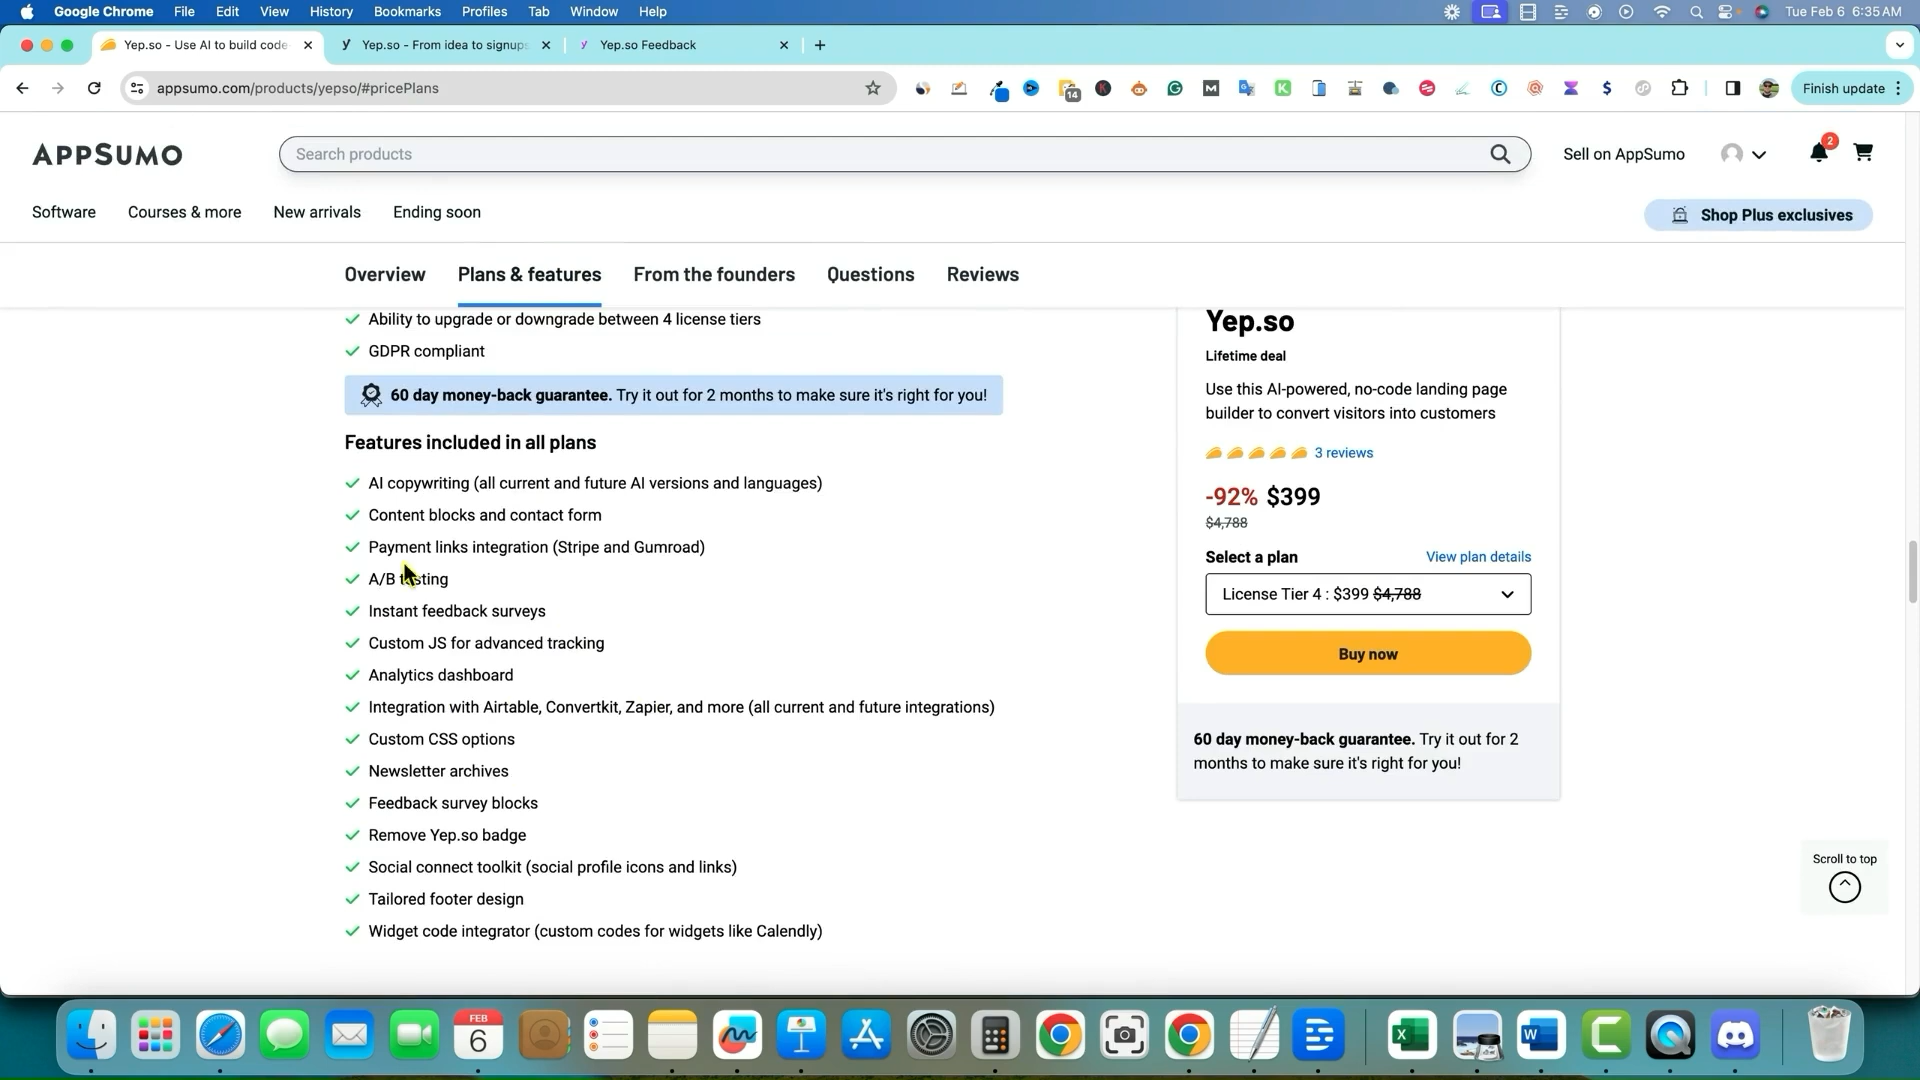 Google Chrome File Edit View History Bookmarks Profiles Tab Window Help Tue Feb 6 6:35 AM
Yep.so - Use AI to build code
Yep.so - From idea to signups
Yep.so Feedback
appsumo.com/products/yepso/#pricePlans
14
Finish update
APPSUMO
Search products
Sell on AppSumo
2
Software Courses & more New arrivals Ending soon
Shop Plus exclusives
Overview Plans & features From the founders Questions Reviews
Ability to upgrade or downgrade between 4 license tiers
GDPR compliant
60 day money-back guarantee. Try it out for 2 months to make sure it's right for you!
Features included in all plans
AI copywriting (all current and future AI versions and languages)
Content blocks and contact form
Payment links integration (Stripe and Gumroad)
A/B testing
Instant feedback surveys
Custom JS for advanced tracking
Analytics dashboard
Integration with Airtable, Convertkit, Zapier, and more (all current and future integrations)
Custom CSS options
Newsletter archives
Feedback survey blocks
Remove Yep.so badge
Social connect toolkit (social profile icons and links)
Tailored footer design
Widget code integrator (custom codes for widgets like Calendly)
Yep.so
Lifetime deal
Use this AI-powered, no-code landing page
builder to convert visitors into customers
3 reviews
-92% $399
$4,788
Select a plan
View plan details
License Tier 4 : $399 $4,788
Buy now
60 day money-back guarantee. Try it out for 2
months to make sure it's right for you!
Scroll to top
FEB
6